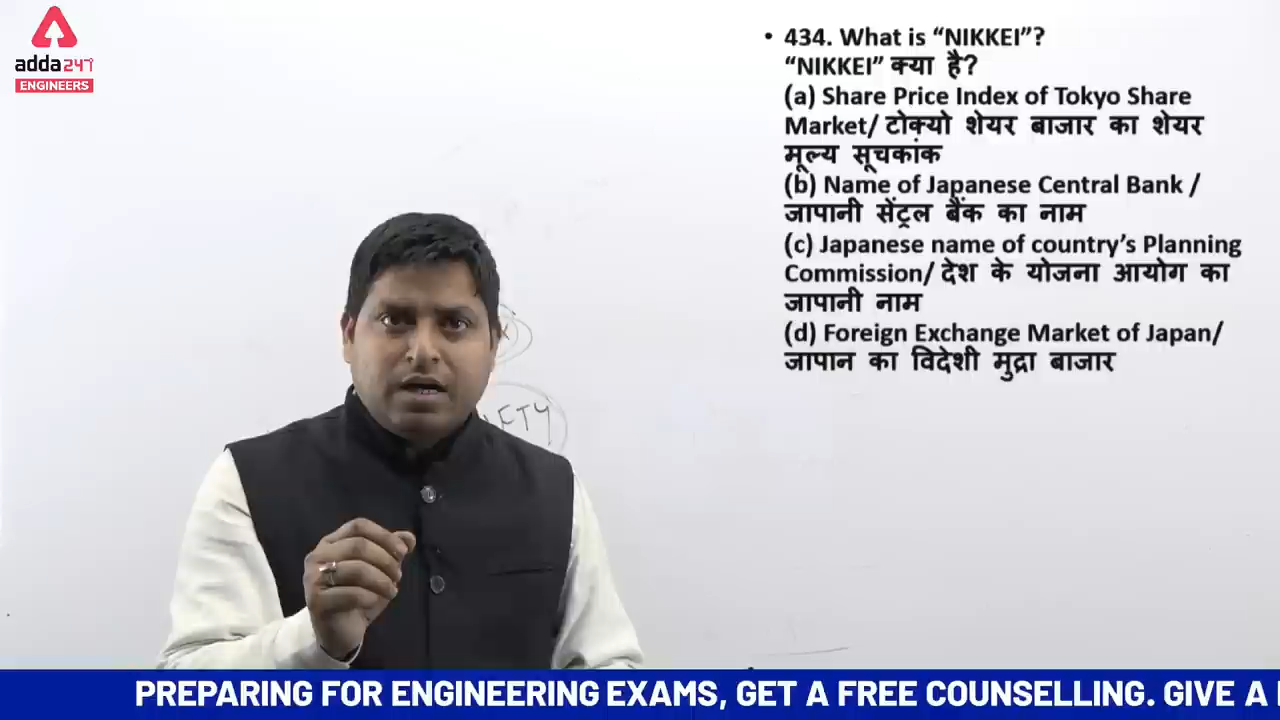 adda247
ENGINEERS
• 434. What is “NIKKEI”?
“NIKKEI” क्या है?
(a) Share Price Index of Tokyo Share
Market/ टोक्यो शेयर बाजार का शेयर
मूल्य सूचकांक
(b) Name of Japanese Central Bank /
जापानी सेंट्रल बैंक का नाम
(c) Japanese name of country’s Planning
Commission/ देश के योजना आयोग का
जापानी नाम
(d) Foreign Exchange Market of Japan/
जापान का विदेशी मुद्रा बाजार
PREPARING FOR ENGINEERING EXAMS, GET A FREE COUNSELLING. GIVE A